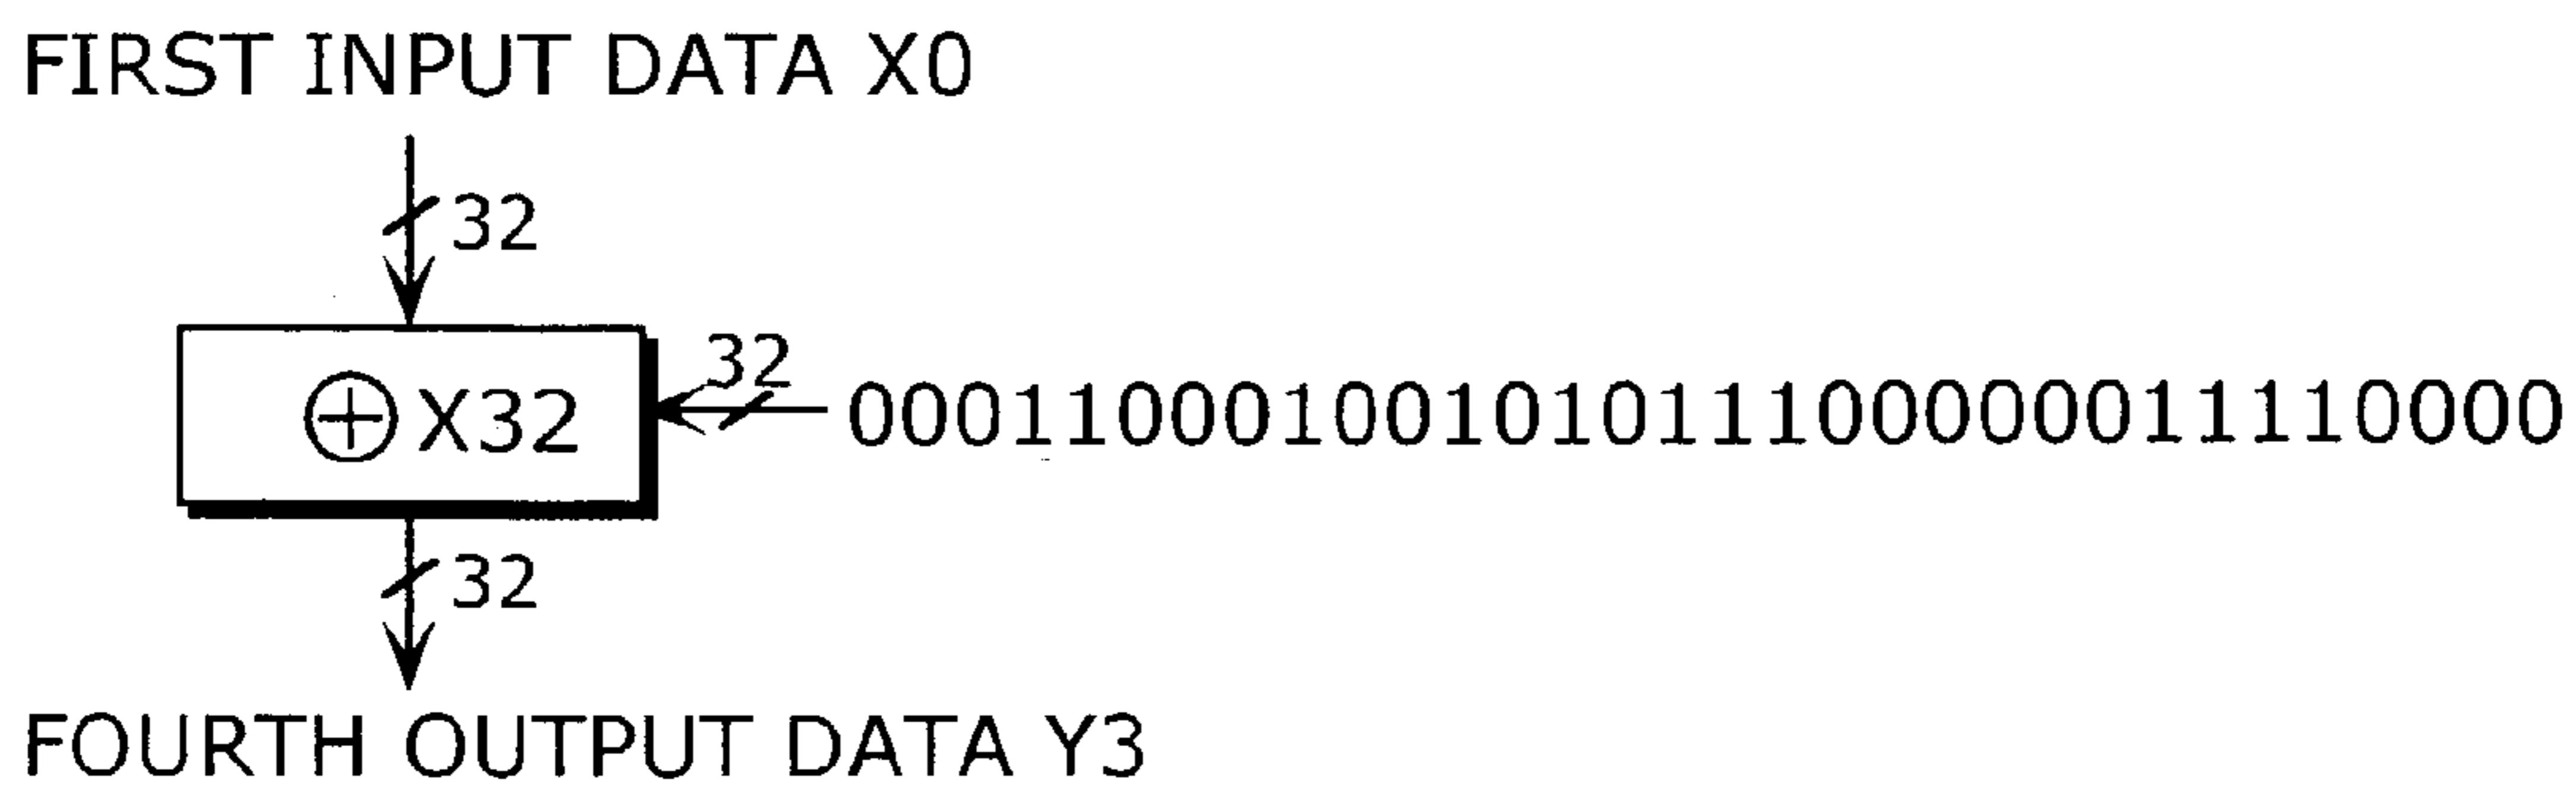 FIRST INPUT DATA X0
32
32
⊕ X32
00011000100101011100000011110000
32
FOURTH OUTPUT DATA Y3